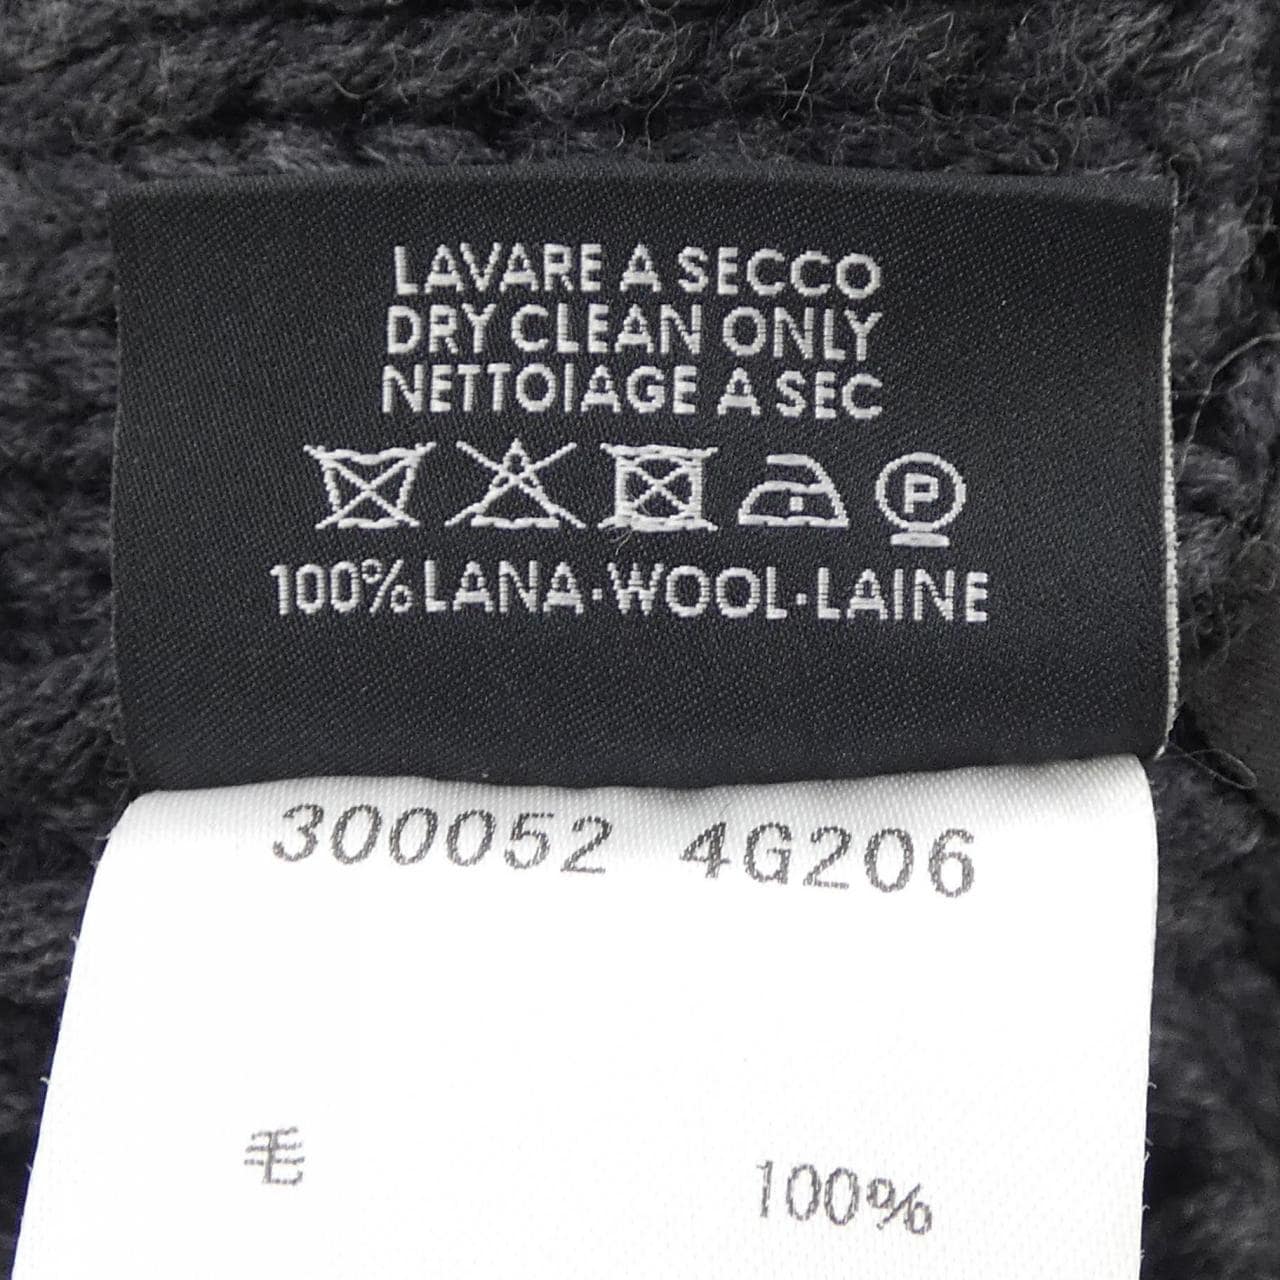 LAVARE A SECCO
DRY CLEAN ONLY
NETTOIAGE A SEC
P
100% LANA·WOOL·LAINE
300052 4G206
毛 100%